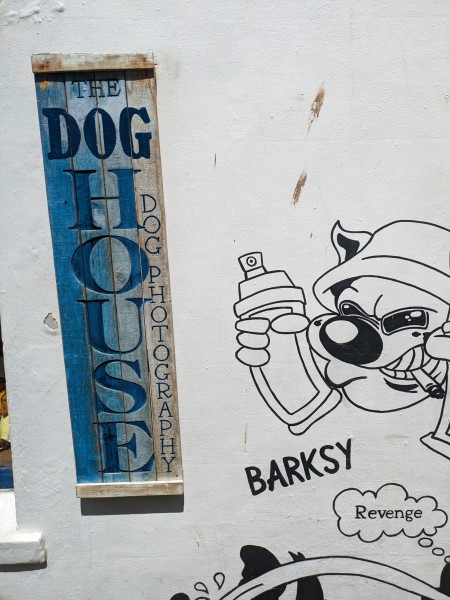 THE
DOG
HOUSE
DOG PHOTOGRAPHY
BARKSY
Revenge